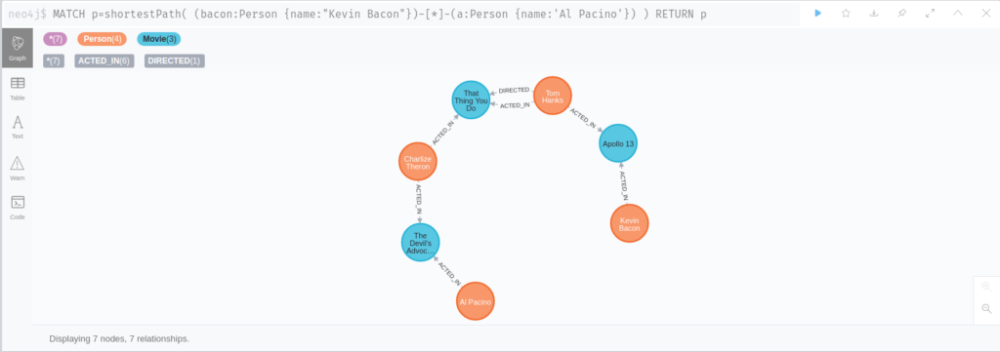 neo4j$ MATCH p=shortestPath( (bacon:Person {name:"Kevin Bacon"})-[*]-(a:Person {name:'Al Pacino'}) ) RETURN p
Graph
*(7) Person(4) Movie(3)
*(7) ACTED_IN(6) DIRECTED(1)
Table
Text
Warn
Code
That
Thing You
Do
DIRECTED
ACTED_IN
Tom
Hanks
ACTED_IN
Apollo 13
ACTED_IN
Charlize
Theron
ACTED_IN
ACTED_IN
Kevin
Bacon
The
Devil's
Advoc...
ACTED_IN
Al Pacino
Displaying 7 nodes, 7 relationships.